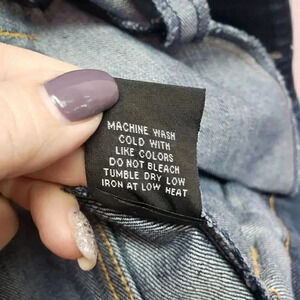 MACHINE WASH
COLD WITH
LIKE COLORS
DO NOT BLEACH
TUMBLE DRY LOW
IRON AT LOW HEAT